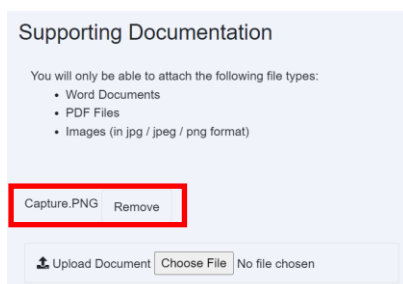 Supporting Documentation
You will only be able to attach the following file types:
• Word Documents
• PDF Files
• Images (in jpg / jpeg / png format)
Capture.PNG Remove
Upload Document Choose File No file chosen